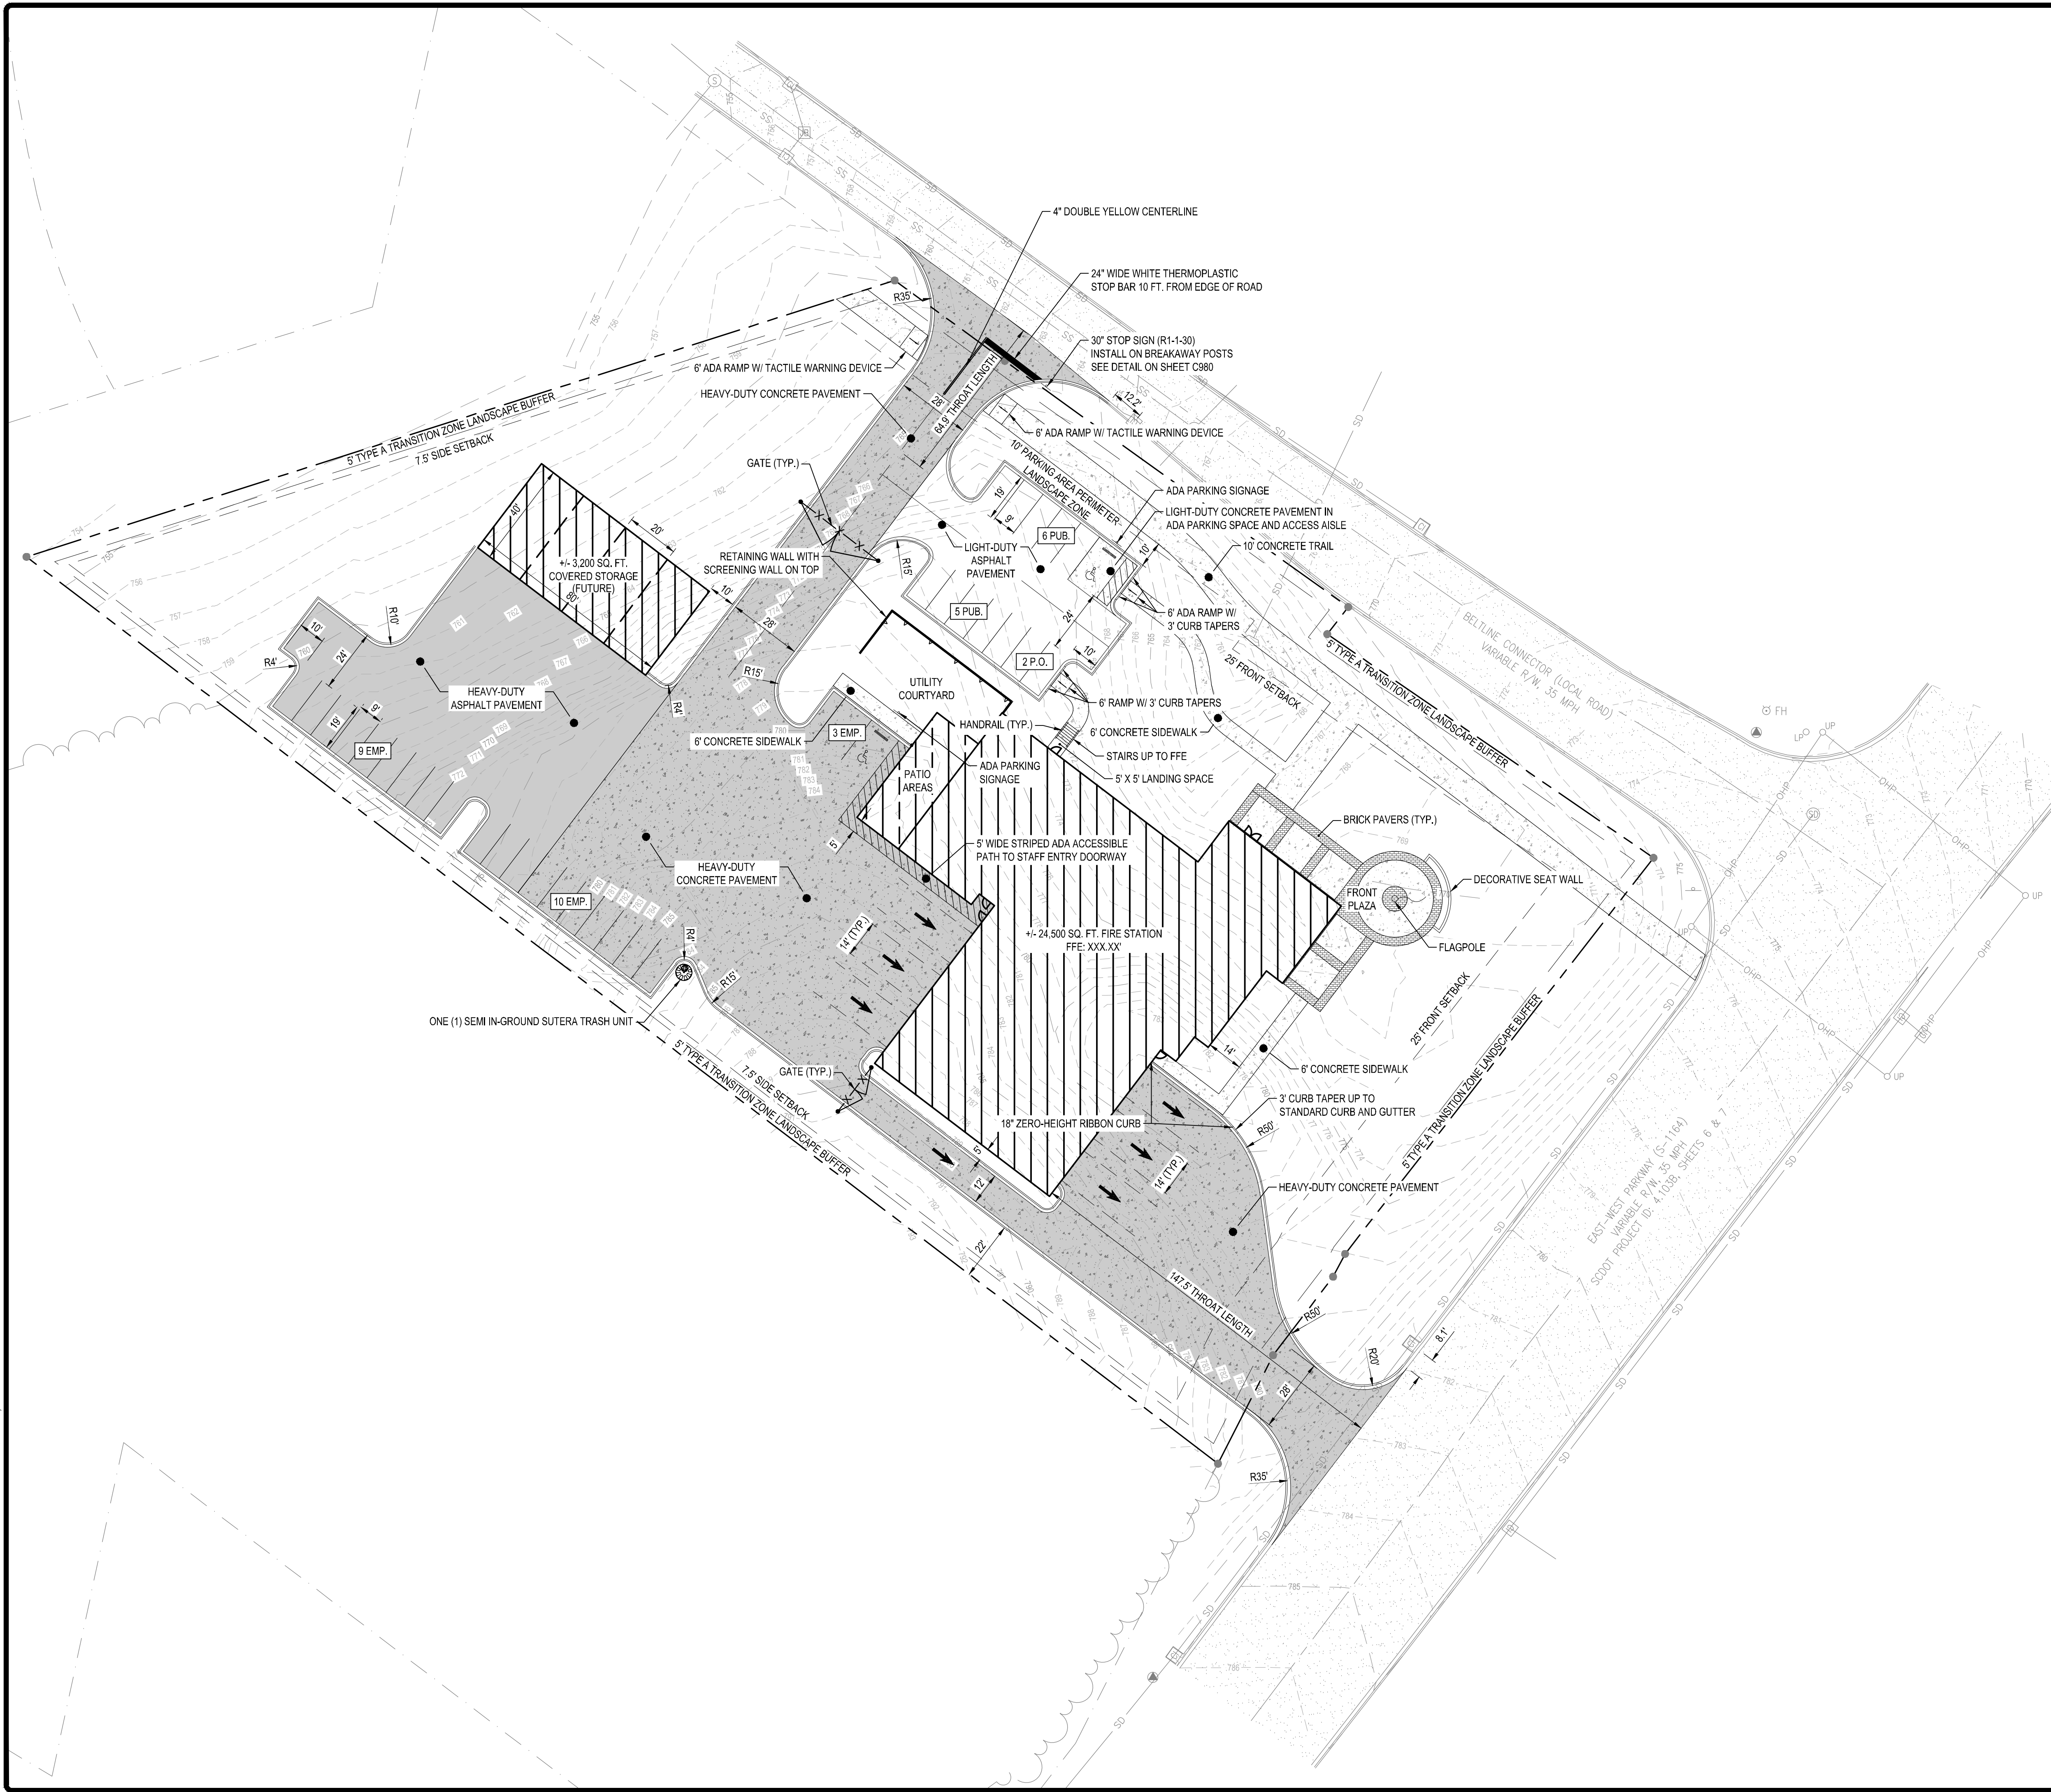 4" DOUBLE YELLOW CENTERLINE
24" WIDE WHITE THERMOPLASTIC
STOP BAR 10 FT. FROM EDGE OF ROAD
30" STOP SIGN (R1-1-30)
INSTALL ON BREAKAWAY POSTS
SEE DETAIL ON SHEET C980
R35'
6' ADA RAMP W/ TACTILE WARNING DEVICE
HEAVY-DUTY CONCRETE PAVEMENT
28'
64.9' THROAT LENGTH
12.2'
6' ADA RAMP W/ TACTILE WARNING DEVICE
5' TYPE A TRANSITION ZONE LANDSCAPE BUFFER
7.5' SIDE SETBACK
10' PARKING AREA PERIMETER
LANDSCAPE ZONE
GATE (TYP.)
19'
9'
ADA PARKING SIGNAGE
LIGHT-DUTY CONCRETE PAVEMENT IN
ADA PARKING SPACE AND ACCESS AISLE
6 PUB.
10'
10' CONCRETE TRAIL
40'
20'
+/- 3,200 SQ. FT.
COVERED STORAGE
(FUTURE)
80'
10'
28'
RETAINING WALL WITH
SCREENING WALL ON TOP
R15'
LIGHT-DUTY
ASPHALT
PAVEMENT
5 PUB.
24'
6' ADA RAMP W/
3' CURB TAPERS
BELTLINE CONNECTOR (LOCAL ROAD)
VARIABLE R/W, 35 MPH
R10'
10'
R4'
24'
HEAVY-DUTY
ASPHALT PAVEMENT
R15'
R4'
UTILITY
COURTYARD
2 P.O.
10'
25' FRONT SETBACK
5' TYPE A TRANSITION ZONE LANDSCAPE BUFFER
FH
UP
LP
19'
9'
9 EMP.
6' CONCRETE SIDEWALK
3 EMP.
HANDRAIL (TYP.)
6' RAMP W/ 3' CURB TAPERS
6' CONCRETE SIDEWALK
STAIRS UP TO FFE
5' X 5' LANDING SPACE
PATIO
AREAS
ADA PARKING
SIGNAGE
BRICK PAVERS (TYP.)
5'
5' WIDE STRIPED ADA ACCESSIBLE
PATH TO STAFF ENTRY DOORWAY
HEAVY-DUTY
CONCRETE PAVEMENT
DECORATIVE SEAT WALL
FRONT
PLAZA
UP
10 EMP.
14' (TYP.)
+/- 24,500 SQ. FT. FIRE STATION
FFE: XXX.XX'
FLAGPOLE
R4'
R15'
ONE (1) SEMI IN-GROUND SUTERA TRASH UNIT
5' TYPE A TRANSITION ZONE LANDSCAPE BUFFER
7.5' SIDE SETBACK
GATE (TYP.)
14'
6' CONCRETE SIDEWALK
25' FRONT SETBACK
5' TYPE A TRANSITION ZONE LANDSCAPE BUFFER
UP
3' CURB TAPER UP TO
STANDARD CURB AND GUTTER
18" ZERO-HEIGHT RIBBON CURB
R50'
5'
12'
14' (TYP.)
HEAVY-DUTY CONCRETE PAVEMENT
22'
EAST-WEST PARKWAY (S-1164)
VARIABLE R/W, 35 MPH
SCDOT PROJECT ID: 4.103B, SHEETS 6 & 7
147.5' THROAT LENGTH
R50'
R20'
8.1'
28'
R35'